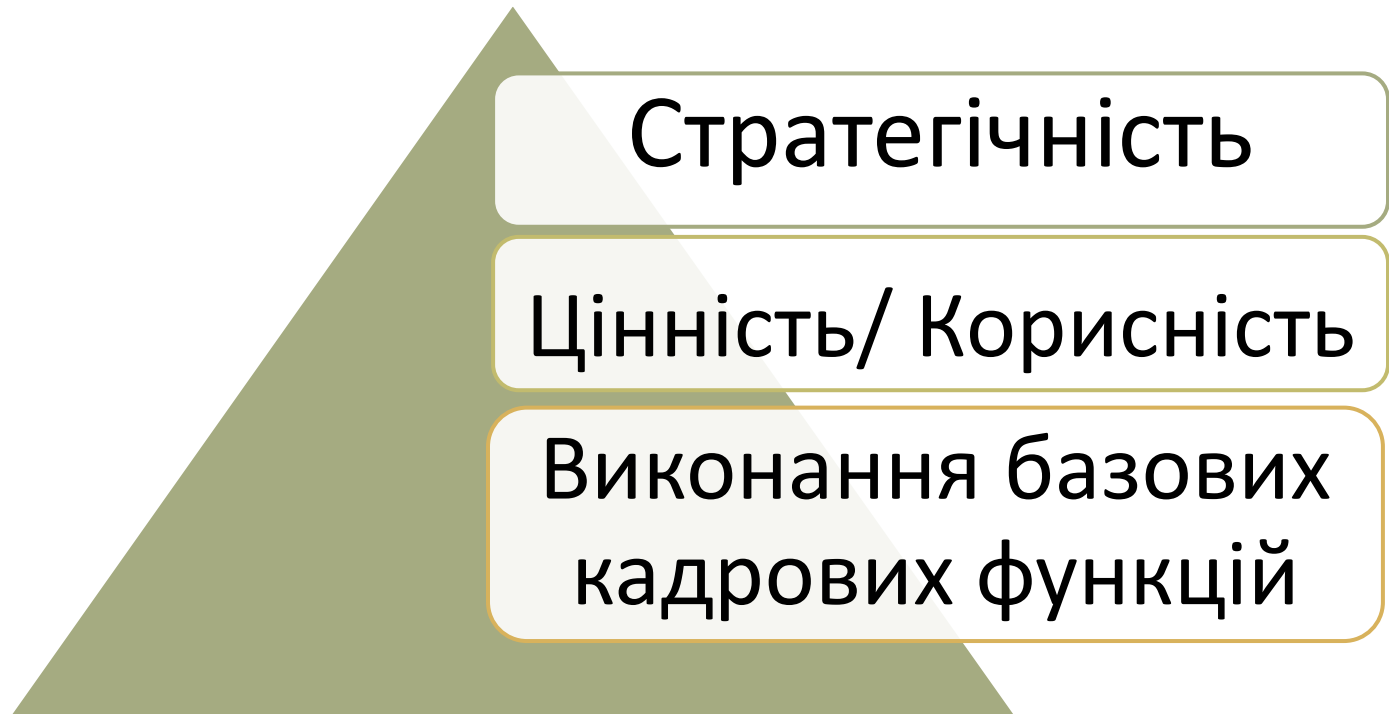 Стратегічність
Цінність/ Корисність
Виконання базових
кадрових функцій